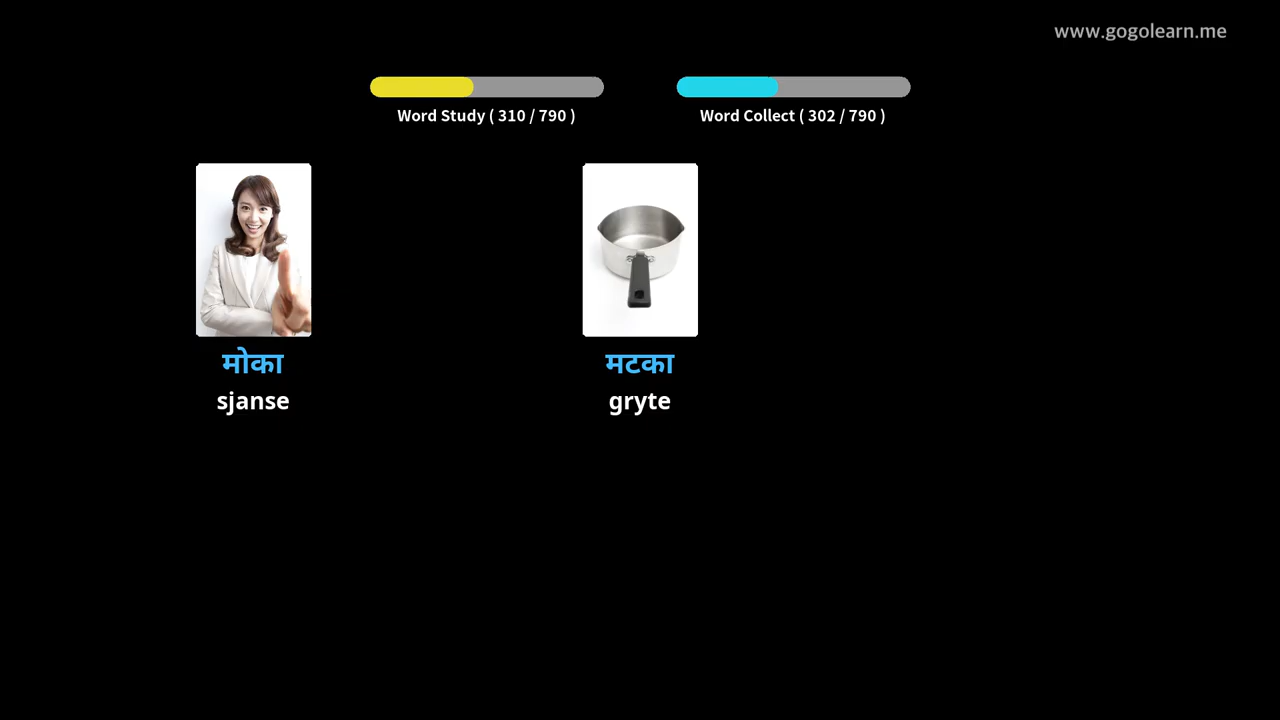 www.gogolearn.me
Word Study ( 310 / 790 )
Word Collect ( 302 / 790 )
मोका
sjanse
मटका
gryte